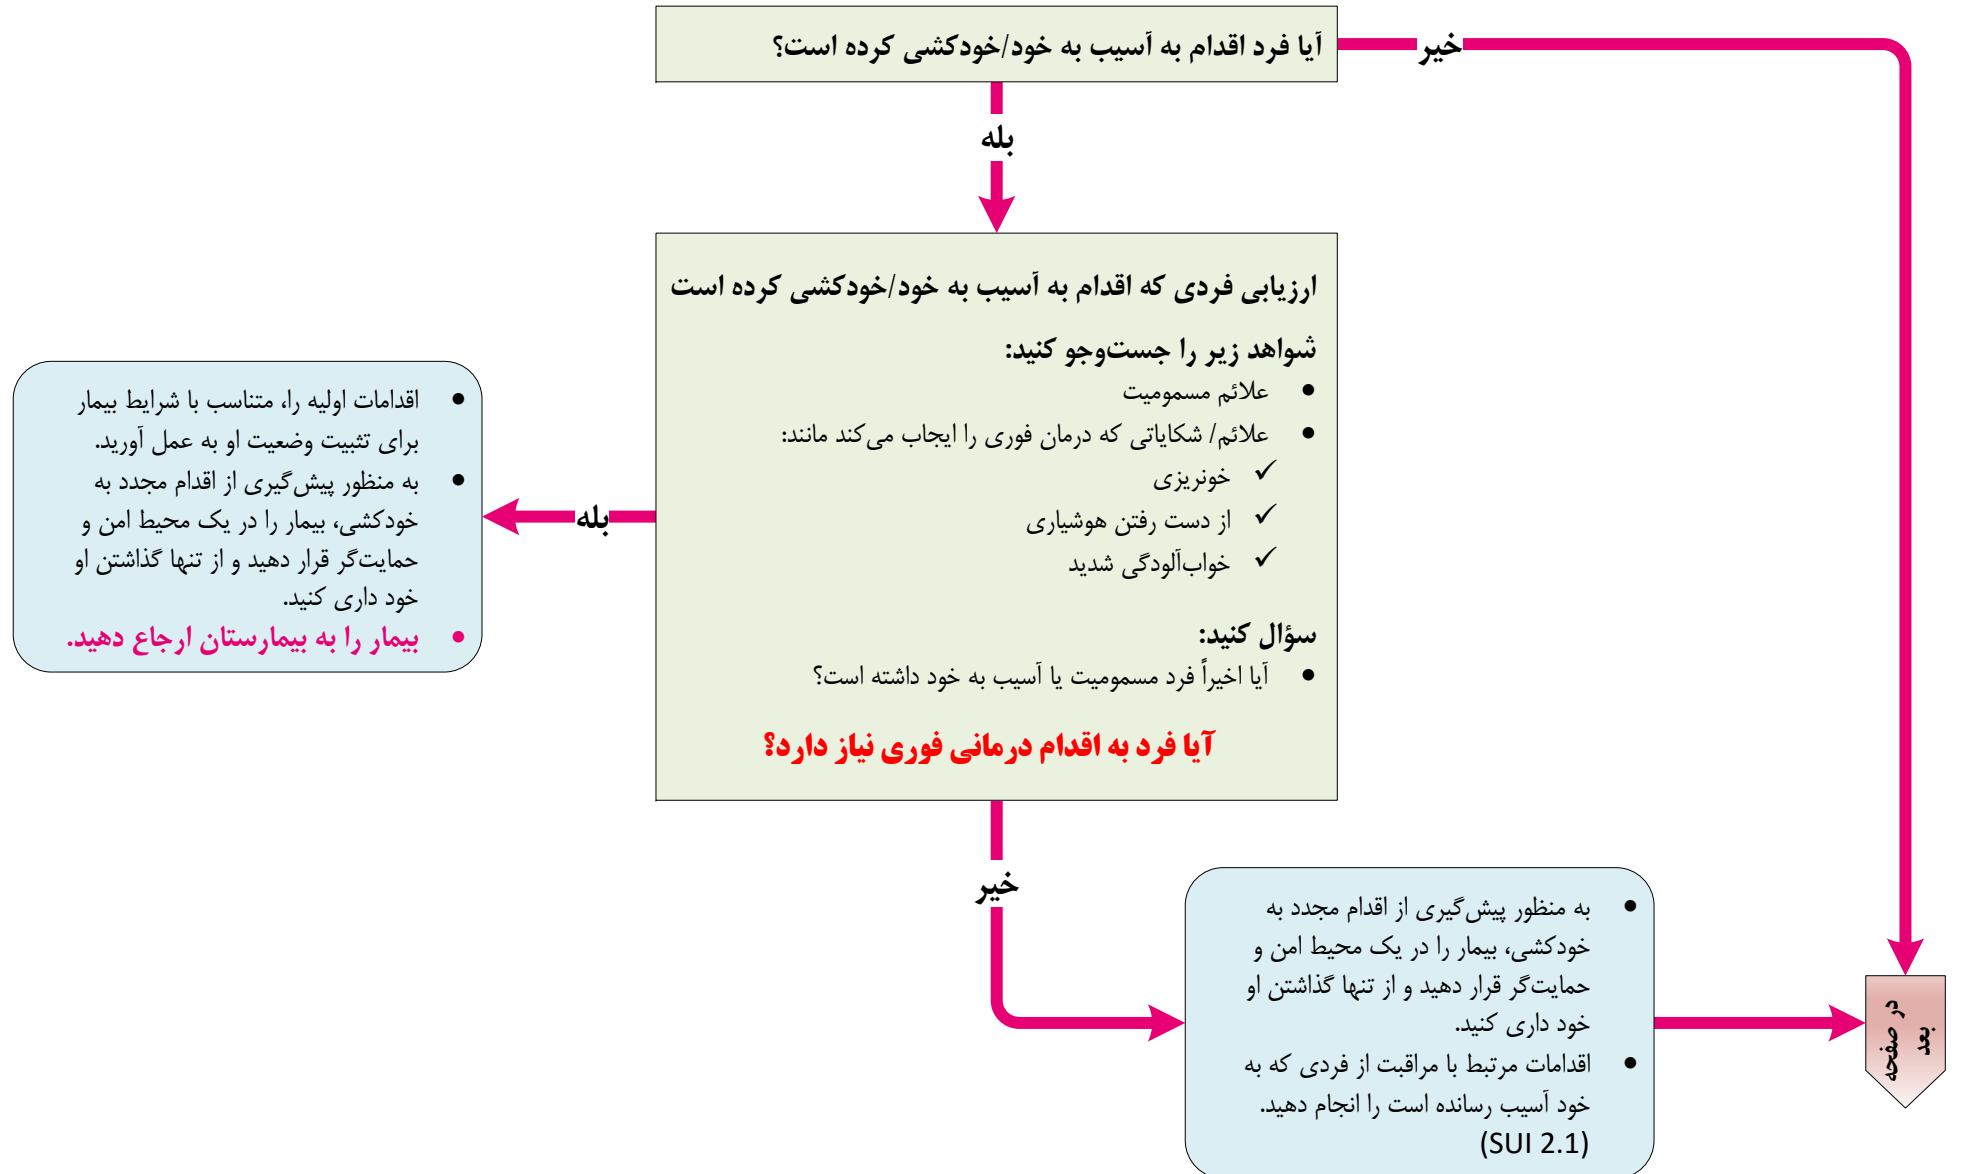 آیا فرد اقدام به آسیب به خود/خودکشی کرده است؟
خیر
بله
ارزیابی فردی که اقدام به آسیب به خود/خودکشی کرده است
شواهد زیر را جست‌وجو کنید:
● علائم مسمومیت
● علائم/ شکایاتی که درمان فوری را ایجاب می‌کند مانند:
✓ خونریزی
✓ از دست رفتن هوشیاری
✓ خواب‌آلودگی شدید
سؤال کنید:
● آیا اخیراً فرد مسمومیت یا آسیب به خود داشته است؟
آیا فرد به اقدام درمانی فوری نیاز دارد؟
بله
● اقدامات اولیه را، متناسب با شرایط بیمار
برای تثبیت وضعیت او به عمل آورید.
● به منظور پیش‌گیری از اقدام مجدد به
خودکشی، بیمار را در یک محیط امن و
حمایت‌گر قرار دهید و از تنها گذاشتن او
خود داری کنید.
● بیمار را به بیمارستان ارجاع دهید.
خیر
● به منظور پیش‌گیری از اقدام مجدد به
خودکشی، بیمار را در یک محیط امن و
حمایت‌گر قرار دهید و از تنها گذاشتن او
خود داری کنید.
● اقدامات مرتبط با مراقبت از فردی که به
خود آسیب رسانده است را انجام دهید.
(SUI 2.1)
در صفحه
بعد